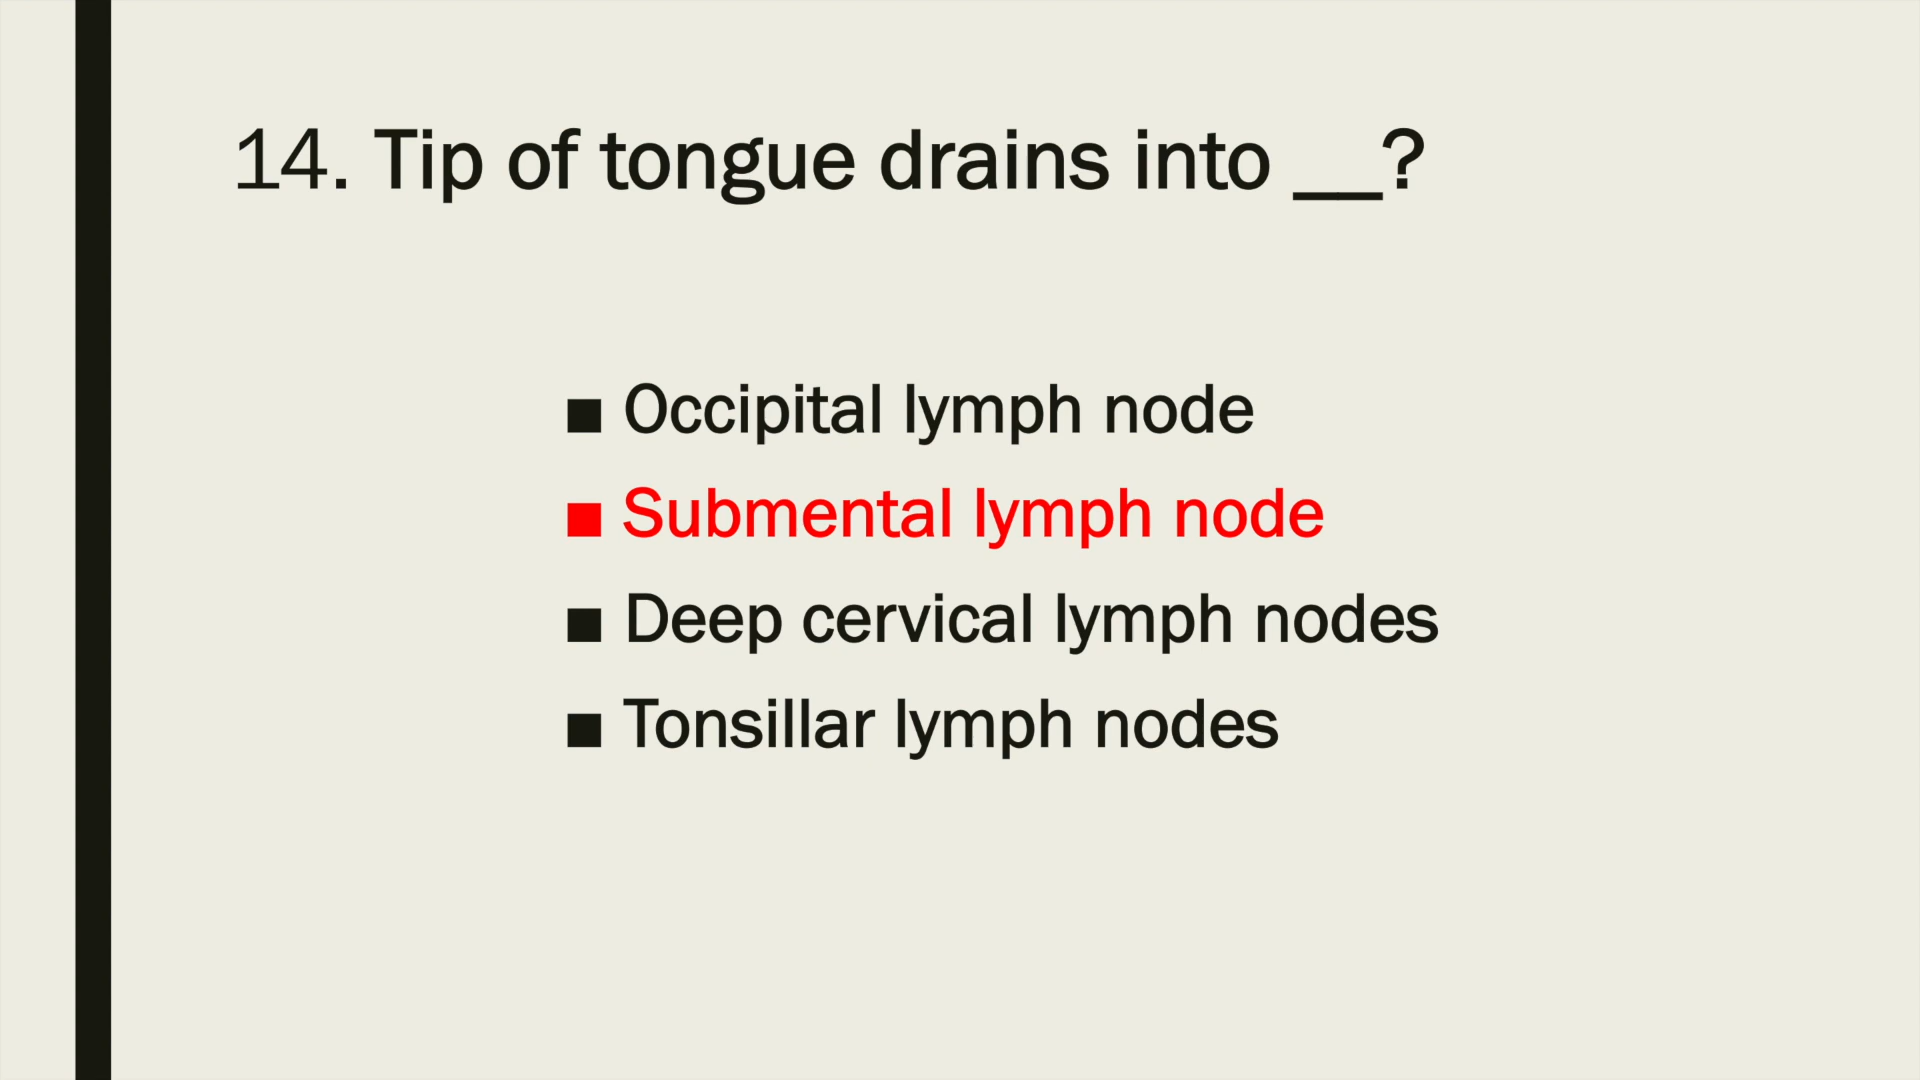 14. Tip of tongue drains into __?
■ Occipital lymph node
■ Submental lymph node
■ Deep cervical lymph nodes
■ Tonsillar lymph nodes